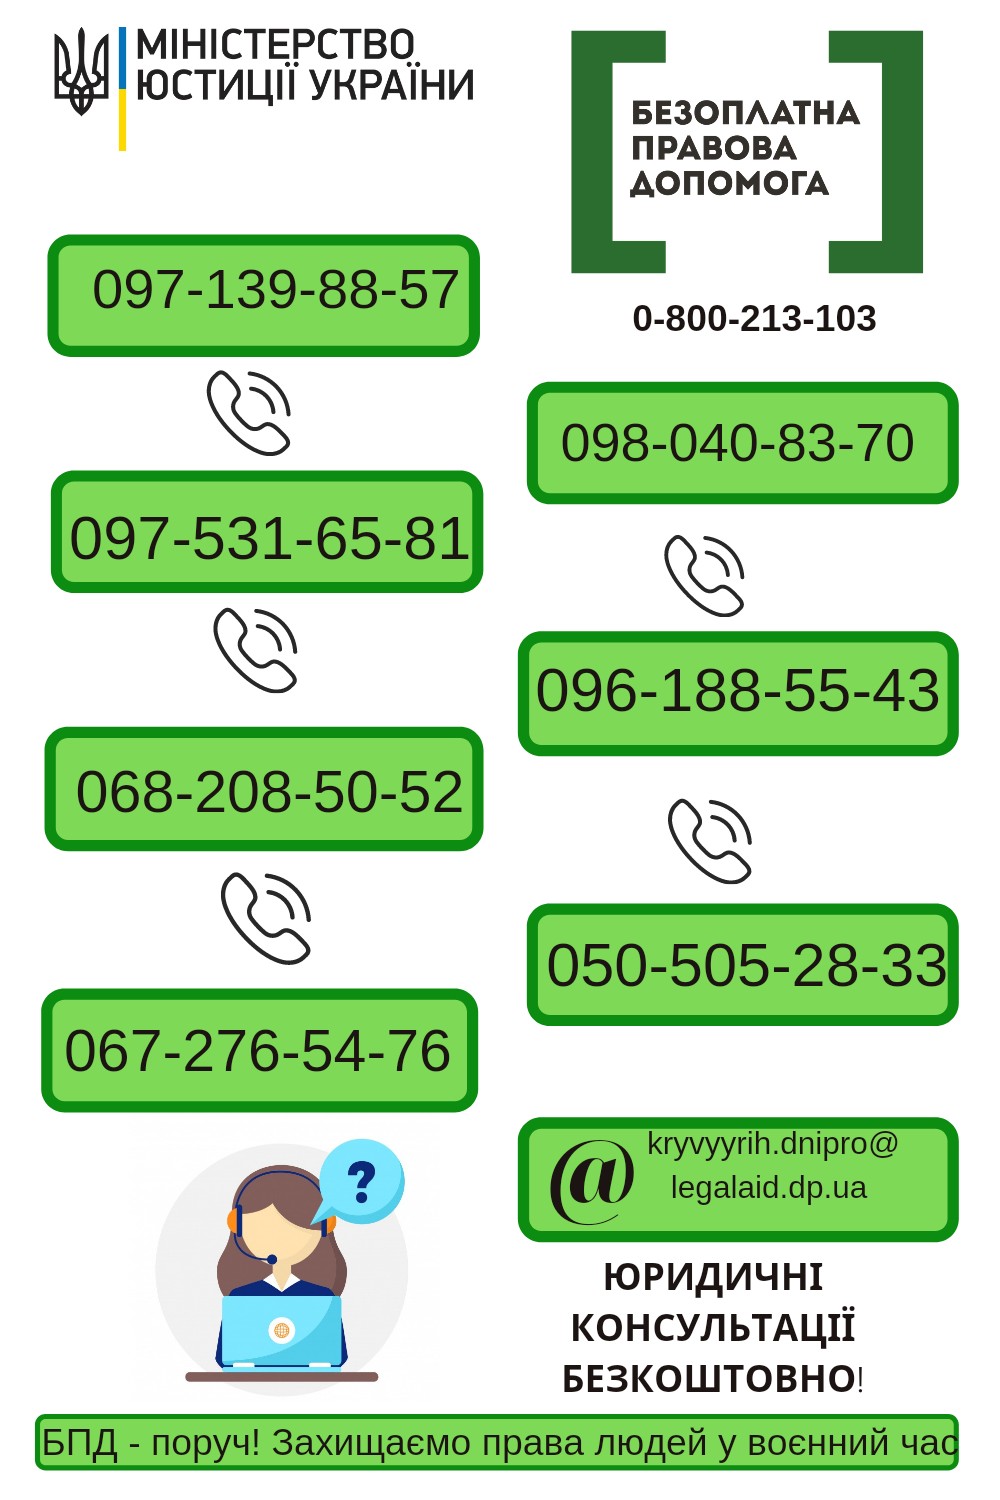 МІНІСТЕРСТВО
ЮСТИЦІЇ УКРАЇНИ
БЕЗОПЛАТНА
ПРАВОВА
ДОПОМОГА
0-800-213-103
097-139-88-57
097-531-65-81
068-208-50-52
067-276-54-76
098-040-83-70
096-188-55-43
050-505-28-33
@
kryvyyrih.dnipro@
legalaid.dp.ua
ЮРИДИЧНІ
КОНСУЛЬТАЦІЇ
БЕЗКОШТОВНО!
?
БПД - поруч! Захищаємо права людей у воєнний час